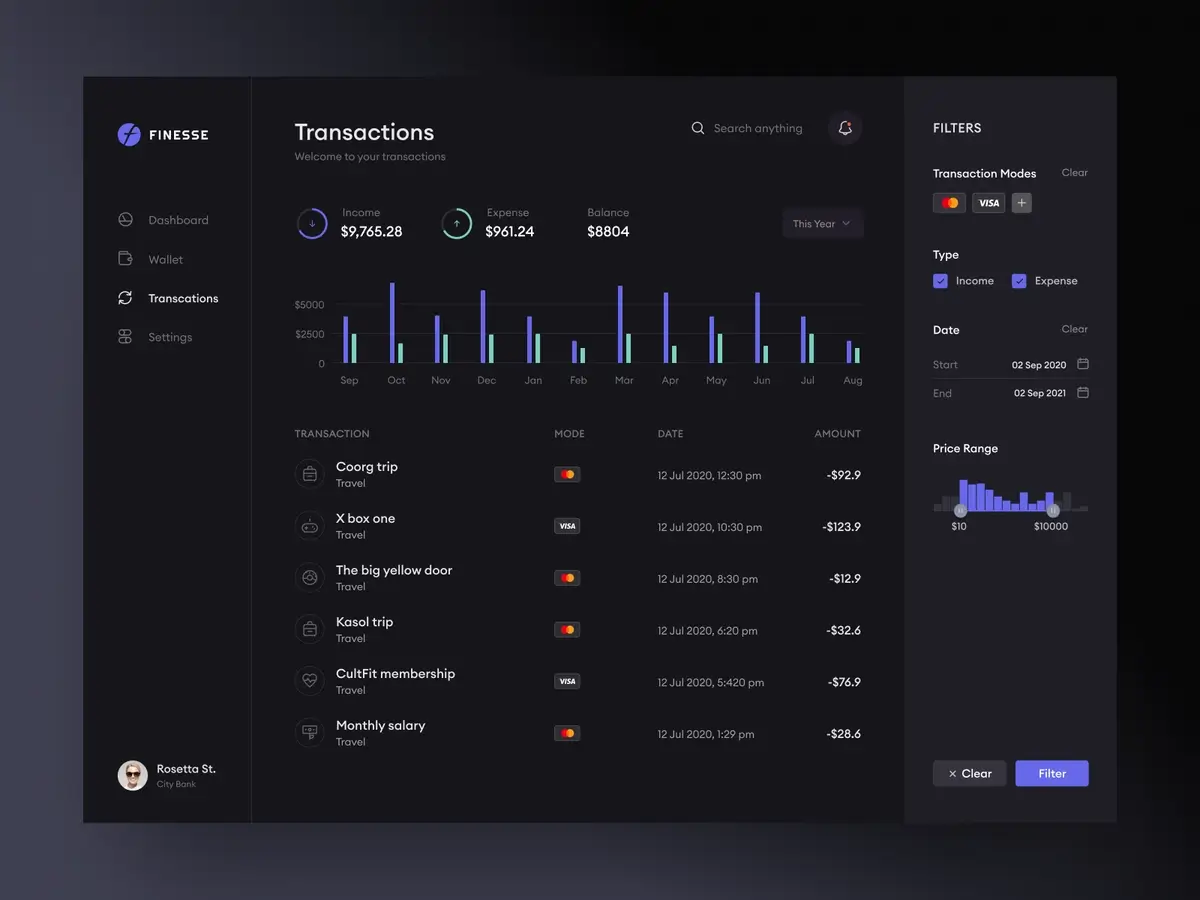 FINESSE
Dashboard
Wallet
Transcations
Settings
Rosetta St.
City Bank
Transactions
Welcome to your transactions
Search anything
Income
$9,765.28
Expense
$961.24
Balance
$8804
This Year
$5000
$2500
0
Sep Oct Nov Dec Jan Feb Mar Apr May Jun Jul Aug
TRANSACTION MODE DATE AMOUNT
Coorg trip
Travel
12 Jul 2020, 12:30 pm -$92.9
X box one
Travel
VISA 12 Jul 2020, 10:30 pm -$123.9
The big yellow door
Travel
12 Jul 2020, 8:30 pm -$12.9
Kasol trip
Travel
12 Jul 2020, 6:20 pm -$32.6
CultFit membership
Travel
VISA 12 Jul 2020, 5:420 pm -$76.9
Monthly salary
Travel
12 Jul 2020, 1:29 pm -$28.6
FILTERS
Transaction Modes Clear
VISA +
Type
Income Expense
Date Clear
Start 02 Sep 2020
End 02 Sep 2021
Price Range
$10 $10000
× Clear Filter